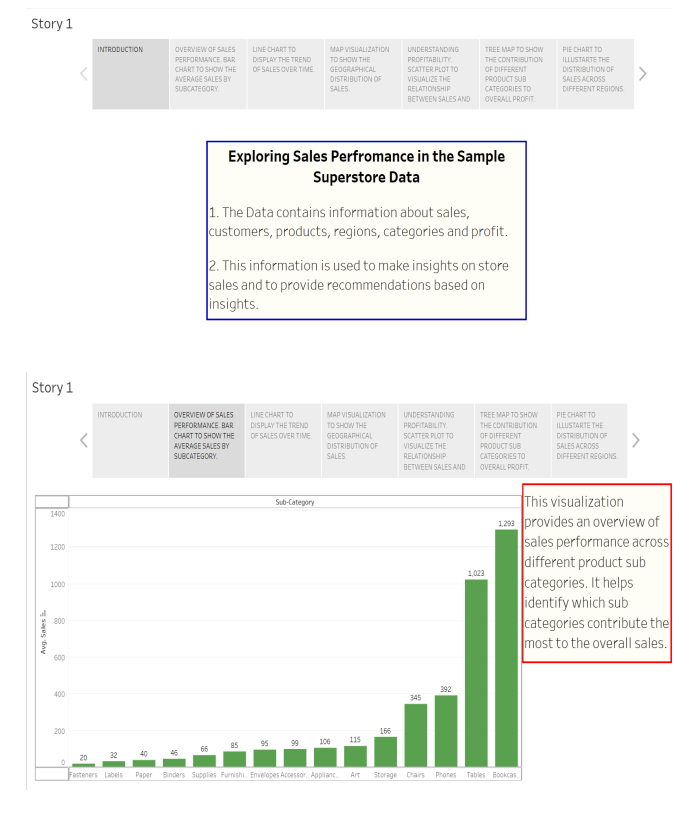 Story 1
INTRODUCTION
OVERVIEW OF SALES
PERFORMANCE. BAR
CHART TO SHOW THE
AVERAGE SALES BY
SUBCATEGORY.
LINE CHART TO
DISPLAY THE TREND
OF SALES OVER TIME.
MAP VISUALIZATION
TO SHOW THE
GEOGRAPHICAL
DISTRIBUTION OF
SALES.
UNDERSTANDING
PROFITABILITY.
SCATTER PLOT TO
VISUALIZE THE
RELATIONSHIP
BETWEEN SALES AND
TREE MAP TO SHOW
THE CONTRIBUTION
OF DIFFERENT
PRODUCT SUB
CATEGORIES TO
OVERALL PROFIT.
PIE CHART TO
ILLUSTARTE THE
DISTRIBUTION OF
SALES ACROSS
DIFFERENT REGIONS.
Exploring Sales Perfromance in the Sample
Superstore Data
1. The Data contains information about sales,
customers, products, regions, categories and profit.
2. This information is used to make insights on store
sales and to provide recommendations based on
insights.
Story 1
INTRODUCTION
OVERVIEW OF SALES
PERFORMANCE. BAR
CHART TO SHOW THE
AVERAGE SALES BY
SUBCATEGORY.
LINE CHART TO
DISPLAY THE TREND
OF SALES OVER TIME.
MAP VISUALIZATION
TO SHOW THE
GEOGRAPHICAL
DISTRIBUTION OF
SALES.
UNDERSTANDING
PROFITABILITY.
SCATTER PLOT TO
VISUALIZE THE
RELATIONSHIP
BETWEEN SALES AND
TREE MAP TO SHOW
THE CONTRIBUTION
OF DIFFERENT
PRODUCT SUB
CATEGORIES TO
OVERALL PROFIT.
PIE CHART TO
ILLUSTARTE THE
DISTRIBUTION OF
SALES ACROSS
DIFFERENT REGIONS.
Sub-Category
1400
1200
1000
800
600
400
200
0
Avg. Sales
20
32
40
46
66
85
95
99
106
115
166
345
392
1,023
1,293
Fasteners Labels Paper Binders Supplies Furnishi.. Envelopes Accessor.. Applianc.. Art Storage Chairs Phones Tables Bookcas..
This visualization
provides an overview of
sales performance across
different product sub
categories. It helps
identify which sub
categories contribute the
most to the overall sales.